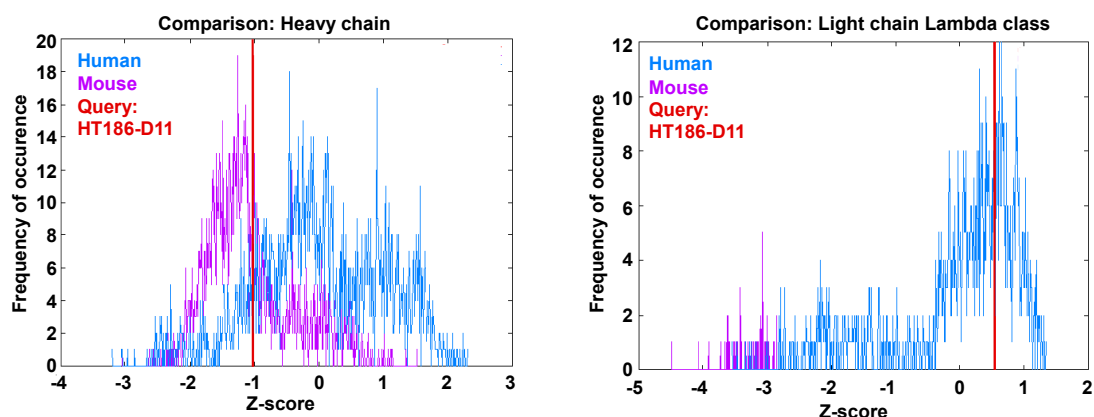 Comparison: Heavy chain
20
18
16
14
12
10
8
6
4
2
0
Frequency of occurence
Human
Mouse
Query:
HT186-D11
-4
-3
-2
-1
0
1
2
3
Z-score
Comparison: Light chain Lambda class
12
10
8
6
4
2
0
Frequency of occurence
Human
Mouse
Query:
HT186-D11
-5
-4
-3
-2
-1
0
1
2
Z-score